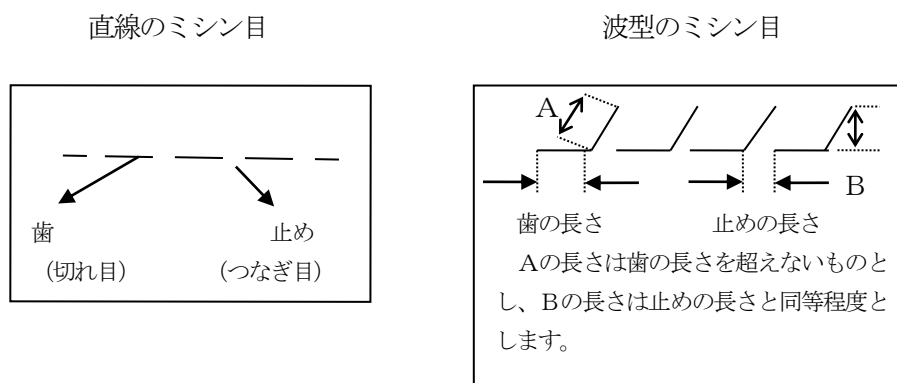 直線のミシン目
波型のミシン目
歯
止め
(切れ目)
(つなぎ目)
A
B
歯の長さ
止めの長さ
Aの長さは歯の長さを超えないものと
し、Bの長さは止めの長さと同等程度と
します。